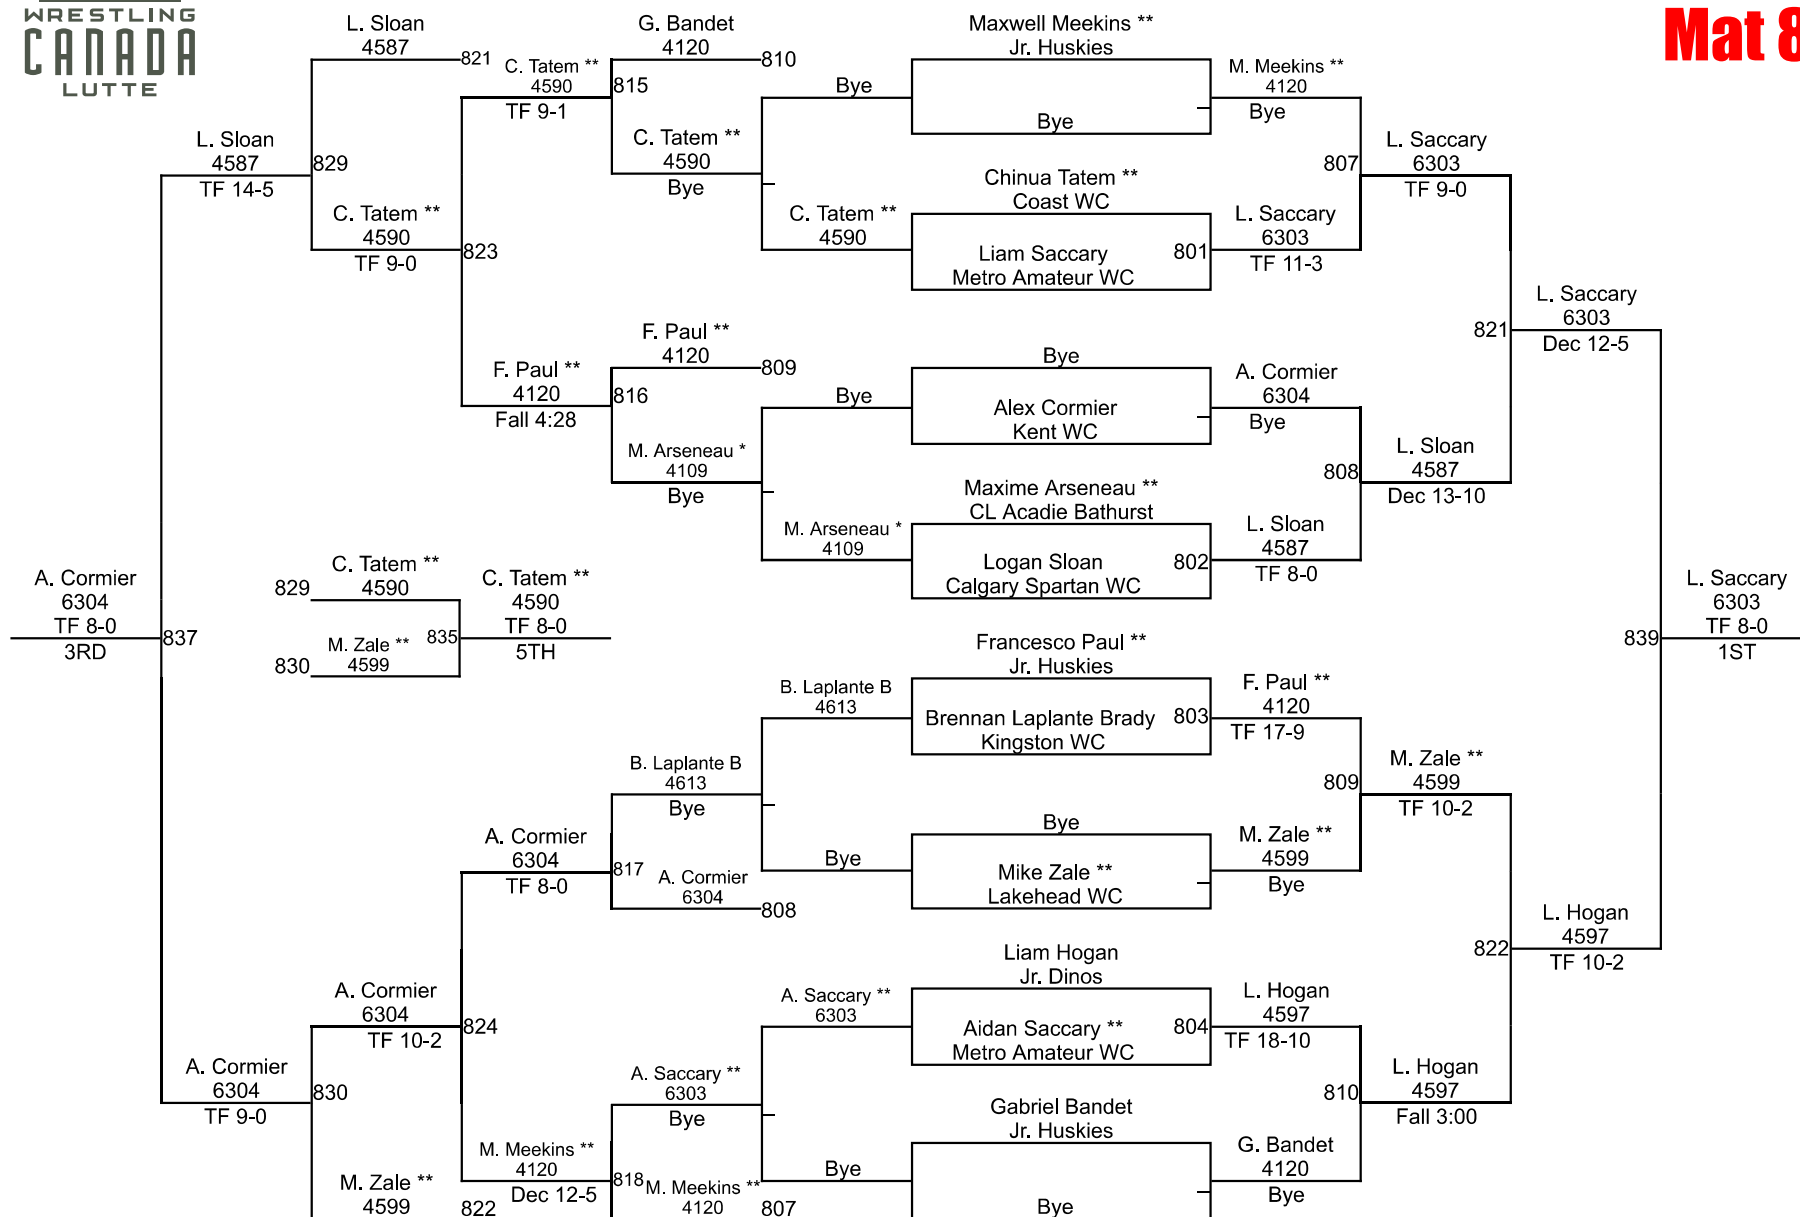 WRESTLING
CANADA
LUTTE
Mat 8
L. Sloan
4587
821
G. Bandet
4120
810
Maxwell Meekins **
Jr. Huskies
Bye
C. Tatem **
4590
815
TF 9-1
Bye
M. Meekins **
4120
Bye
L. Sloan
4587
829
TF 14-5
C. Tatem **
4590
Bye
807
L. Saccary
6303
TF 9-0
Chinua Tatem **
Coast WC
C. Tatem **
4590
TF 9-0
823
C. Tatem **
4590
Liam Saccary
Metro Amateur WC
801
L. Saccary
6303
TF 11-3
L. Saccary
6303
821
Dec 12-5
F. Paul **
4120
809
F. Paul **
4120
816
Fall 4:28
Bye
Bye
Alex Cormier
Kent WC
A. Cormier
6304
Bye
M. Arseneau *
4109
Bye
808
L. Sloan
4587
Dec 13-10
Maxime Arseneau **
CL Acadie Bathurst
M. Arseneau *
4109
Logan Sloan
Calgary Spartan WC
802
L. Sloan
4587
TF 8-0
A. Cormier
6304
TF 8-0
3RD
837
829
C. Tatem **
4590
830
M. Zale **
4599
835
C. Tatem **
4590
TF 8-0
5TH
839
L. Saccary
6303
TF 8-0
1ST
Francesco Paul **
Jr. Huskies
B. Laplante B
4613
Brennan Laplante Brady
Kingston WC
803
F. Paul **
4120
TF 17-9
B. Laplante B
4613
Bye
809
M. Zale **
4599
TF 10-2
A. Cormier
6304
TF 8-0
817
A. Cormier
6304
808
Bye
Bye
Mike Zale **
Lakehead WC
M. Zale **
4599
Bye
822
L. Hogan
4597
TF 10-2
Liam Hogan
Jr. Dinos
A. Cormier
6304
TF 10-2
824
A. Saccary **
6303
Aidan Saccary **
Metro Amateur WC
804
L. Hogan
4597
TF 18-10
A. Cormier
6304
TF 9-0
830
A. Saccary **
6303
Bye
810
L. Hogan
4597
Fall 3:00
Gabriel Bandet
Jr. Huskies
M. Zale **
4599
822
M. Meekins **
4120
Dec 12-5
818
M. Meekins **
4120
807
Bye
Bye
G. Bandet
4120
Bye